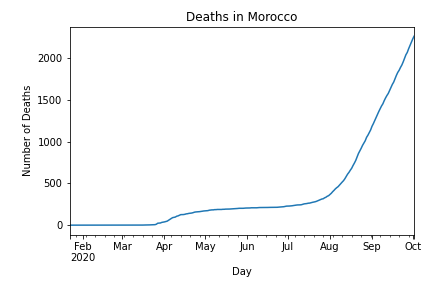 Deaths in Morocco
Number of Deaths
2000
1500
1000
500
0
Feb Mar Apr May Jun Jul Aug Sep Oct
2020
Day